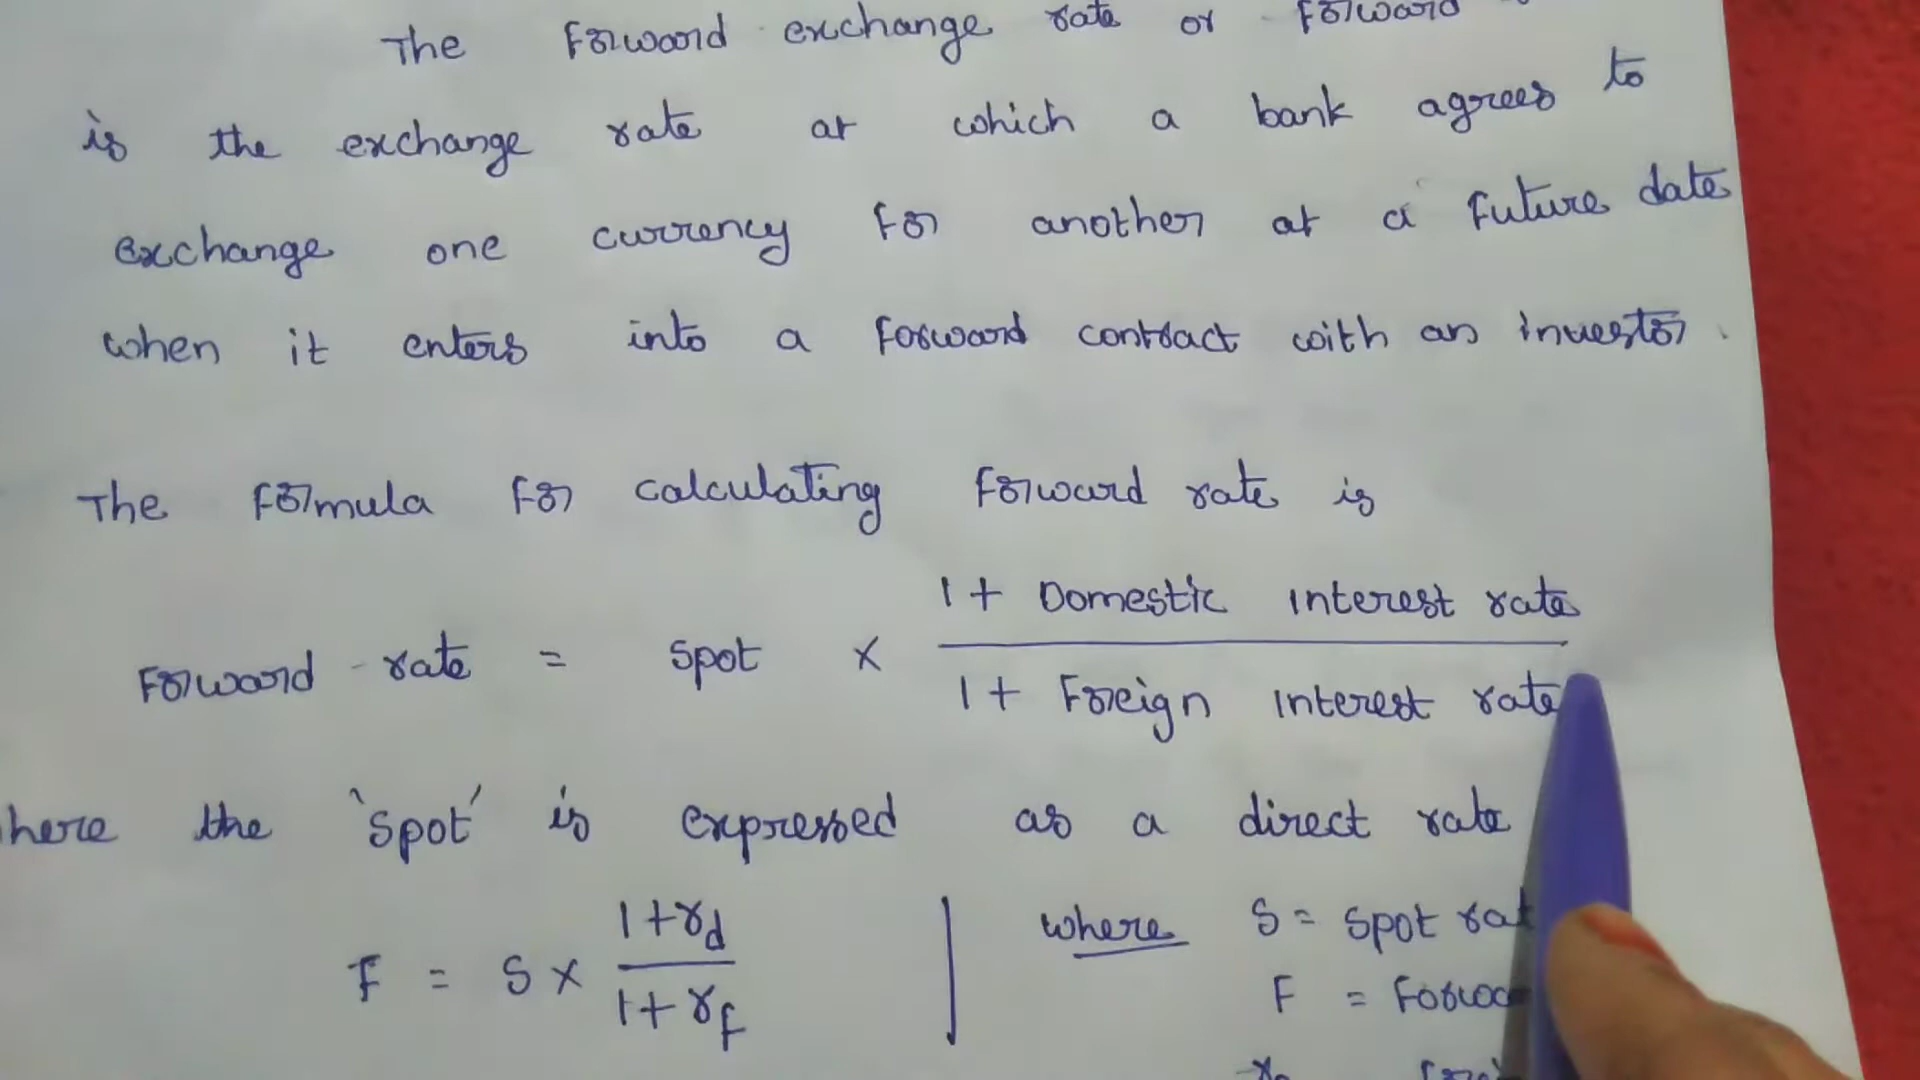 The Forward exchange rate or Forward
is the exchange rate at which a bank agrees to
exchange one currency For another at a Future date
when it enters into a Forward contract with an investor.
The Formula For calculating Forward rate is
Forward rate = Spot × (1 + Domestic Interest rate) / (1 + Foreign Interest rate)
here the 'Spot' is expressed as a direct rate
F = S × (1 + rd) / (1 + rf) | where S = Spot
F =